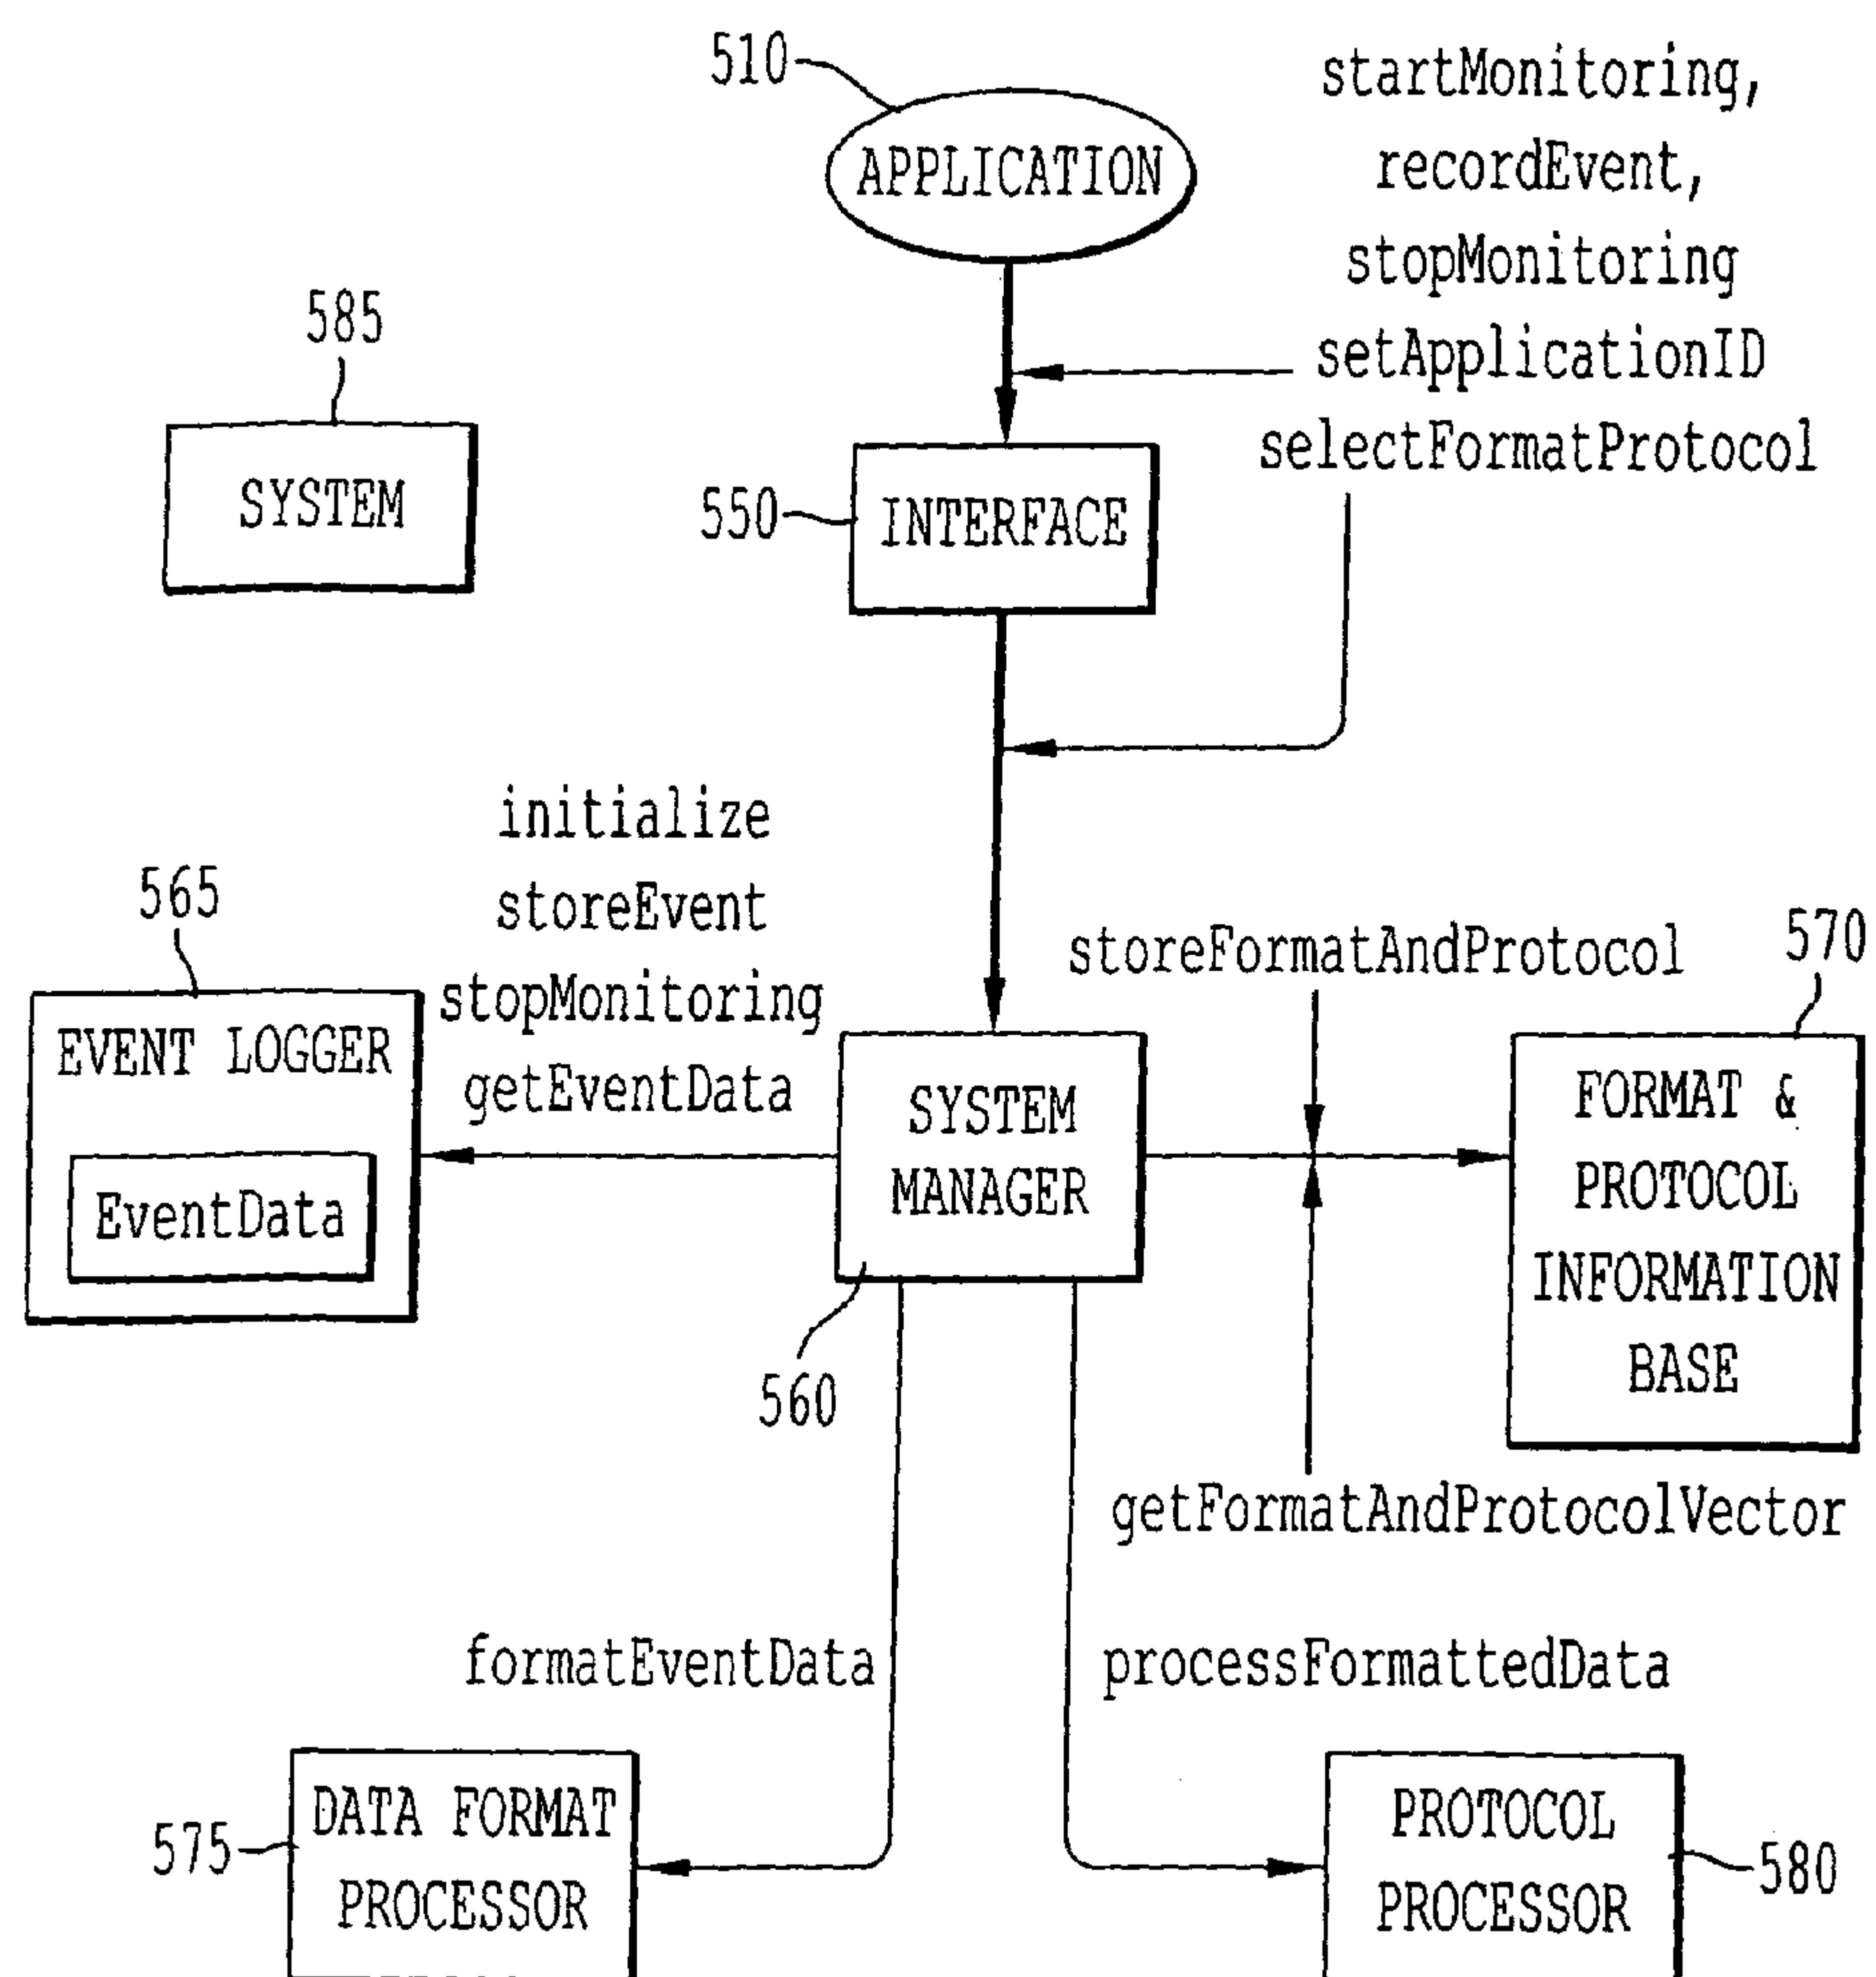 510
APPLICATION
startMonitoring,
recordEvent,
stopMonitoring
setApplicationID
selectFormatProtocol
585
SYSTEM
550
INTERFACE
initialize
storeEvent
stopMonitoring
getEventData
565
EVENT LOGGER
EventData
storeFormatAndProtocol
570
SYSTEM
MANAGER
560
FORMAT &
PROTOCOL
INFORMATION
BASE
getFormatAndProtocolVector
formatEventData
processFormattedData
575
DATA FORMAT
PROCESSOR
PROTOCOL
PROCESSOR
580